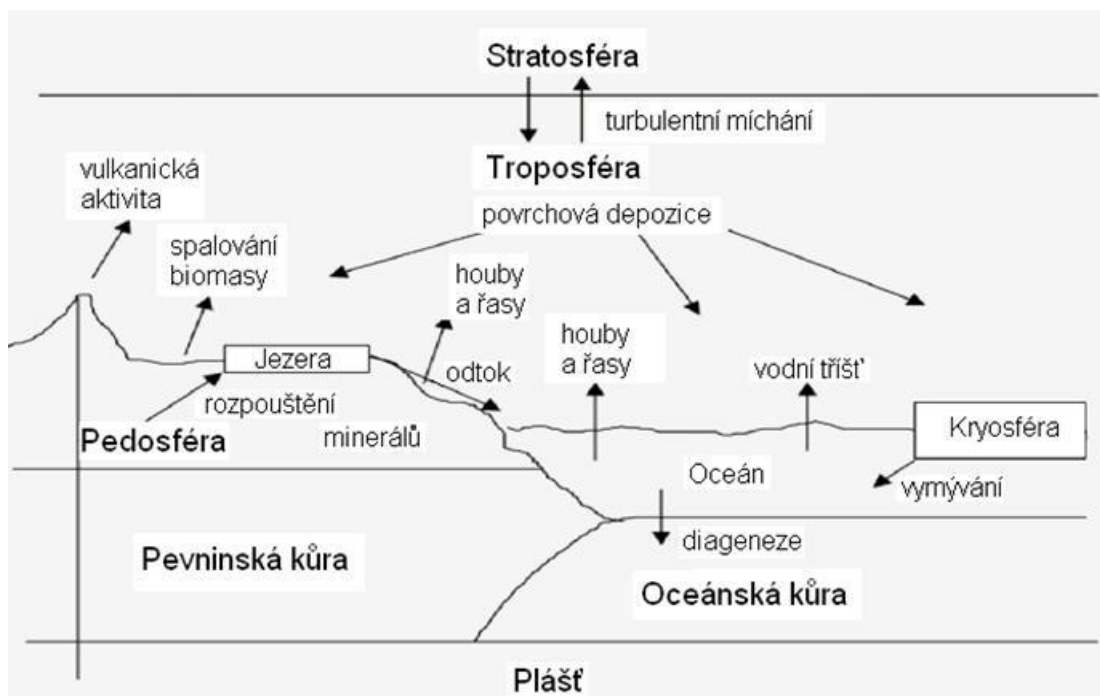 Stratosféra
turbulentní míchání
Troposféra
povrchová depozice
vulkanická
aktivita
spalování
biomasy
houby
a řasy
houby
a řasy
Jezera
odtok
vodní tříšť
rozpouštění
minerálů
Pedosféra
Kryosféra
Oceán
vymývání
diageneze
Pevninská kůra
Oceánská kůra
Plášť